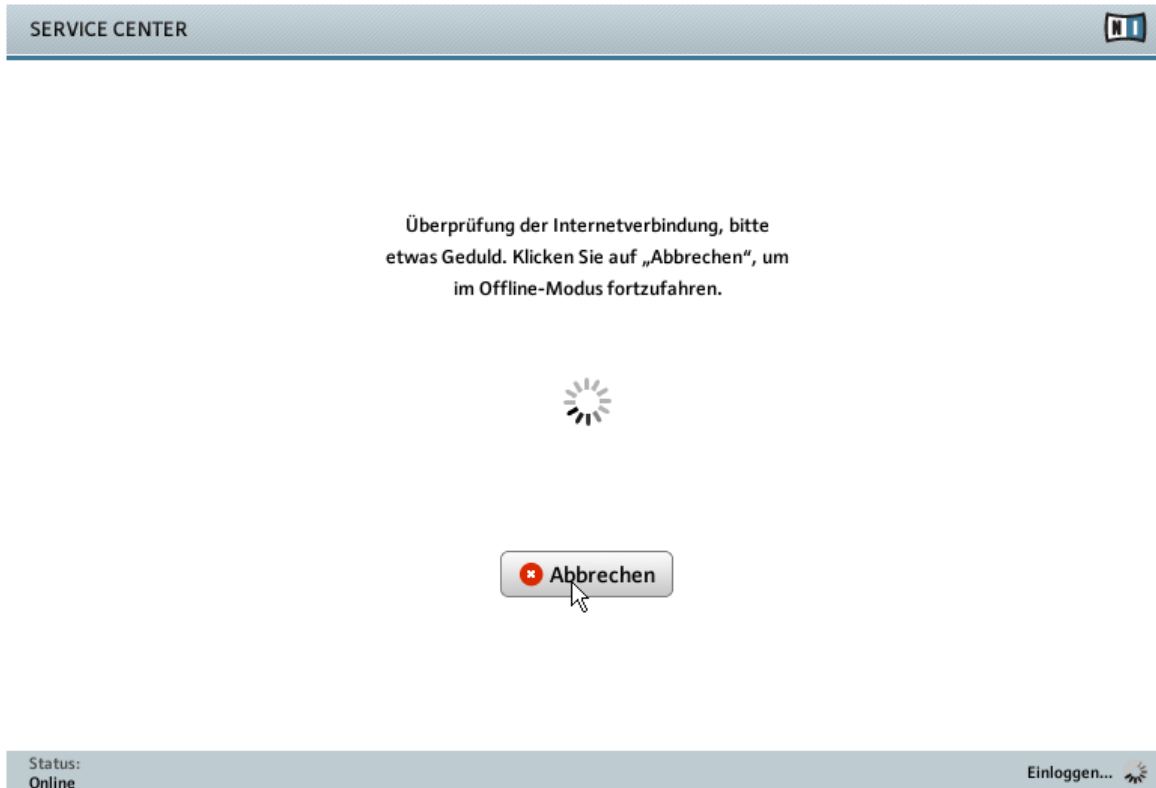 SERVICE CENTER
NI
Überprüfung der Internetverbindung, bitte
etwas Geduld. Klicken Sie auf „Abbrechen“, um
im Offline-Modus fortzufahren.
Abbrechen
Status:
Online
Einloggen...